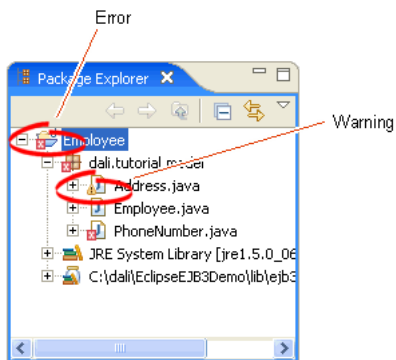 Error
Package Explorer
Employee
Warning
dali.tutorial.model
Address.java
Employee.java
PhoneNumber.java
JRE System Library [jre1.5.0_06
C:\dali\EclipseEJB3Demo\lib\ejb3